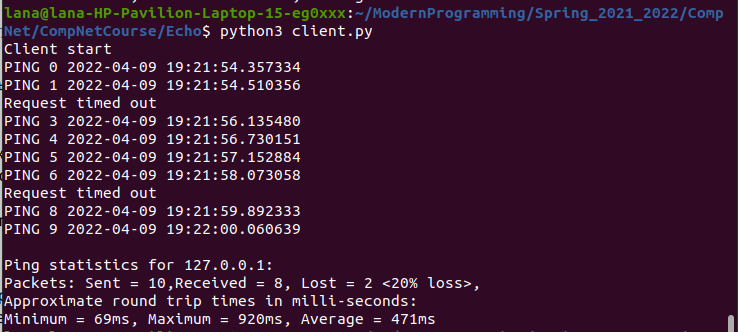 lana@lana-HP-Pavilion-Laptop-15-eg0xxx:~/ModernProgramming/Spring_2021_2022/Comp
Net/CompNetCourse/Echo$ python3 client.py
Client start
PING 0 2022-04-09 19:21:54.357334
PING 1 2022-04-09 19:21:54.510356
Request timed out
PING 3 2022-04-09 19:21:56.135480
PING 4 2022-04-09 19:21:56.730151
PING 5 2022-04-09 19:21:57.152884
PING 6 2022-04-09 19:21:58.073058
Request timed out
PING 8 2022-04-09 19:21:59.892333
PING 9 2022-04-09 19:22:00.060639

Ping statistics for 127.0.0.1:
Packets: Sent = 10,Received = 8, Lost = 2 <20% loss>,
Approximate round trip times in milli-seconds:
Minimum = 69ms, Maximum = 920ms, Average = 471ms